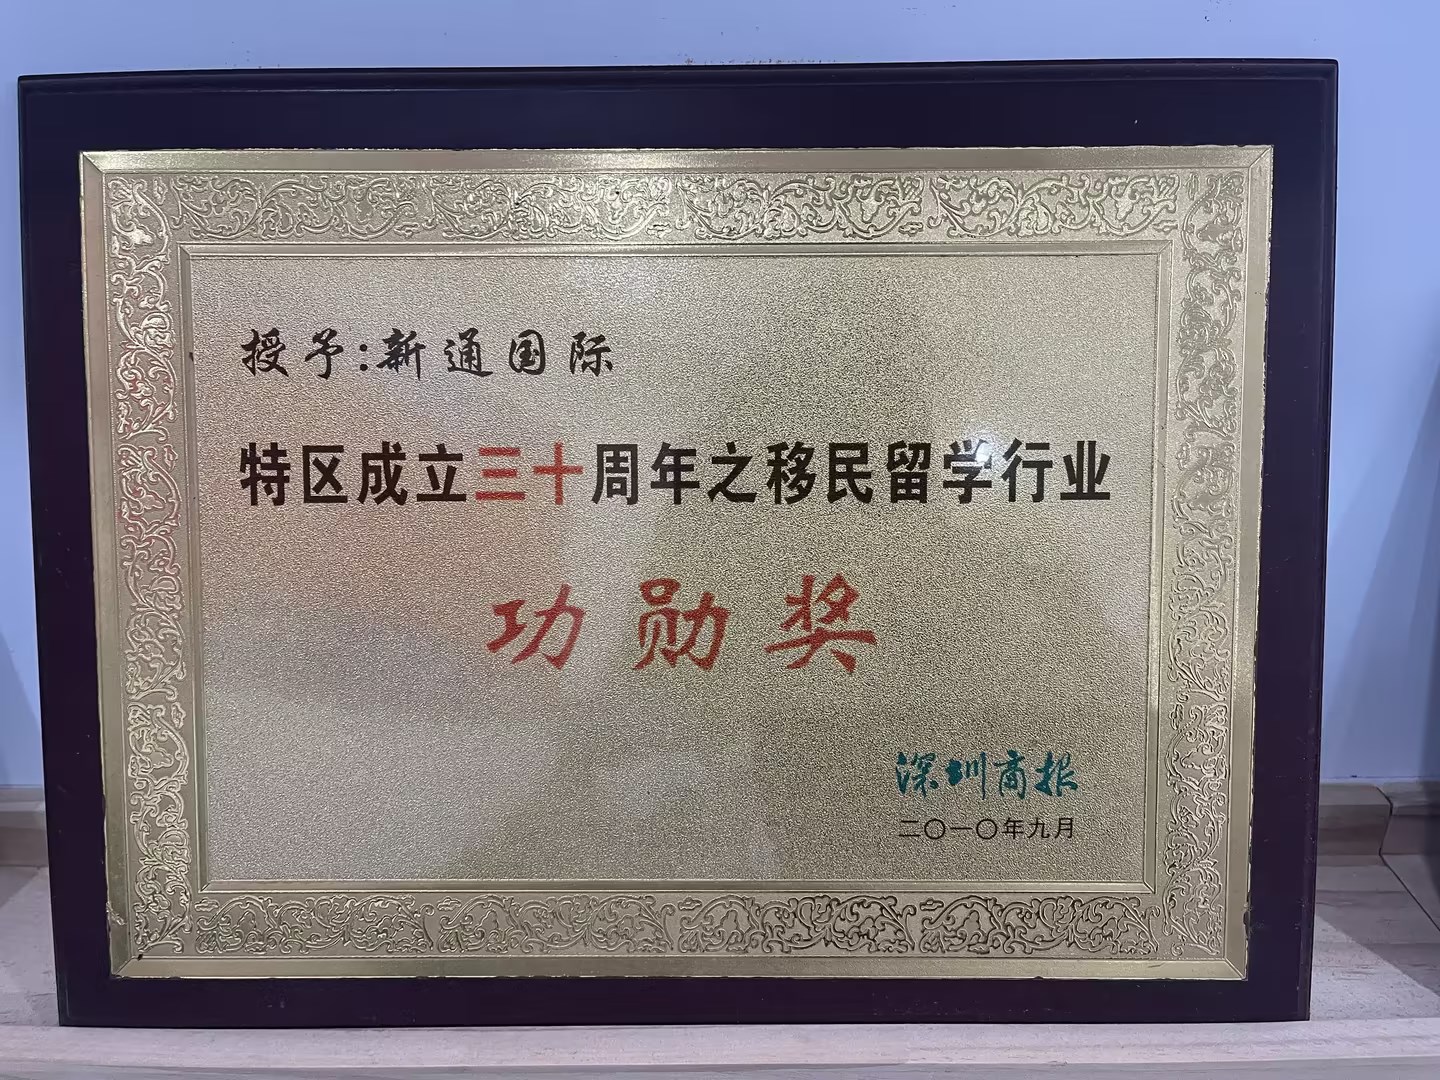 授予:新通国际
特区成立三十周年之移民留学行业
功勋奖
深圳商报
二〇一〇年九月